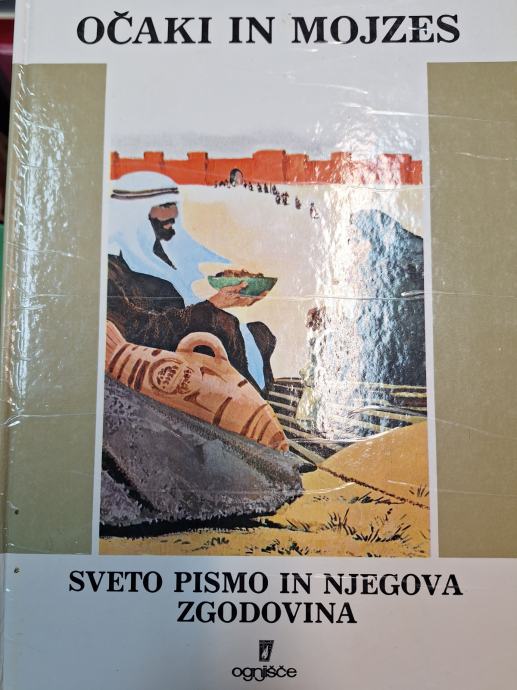 OČAKI IN MOJZES
SVETO PISMO IN NJEGOVA
ZGODOVINA
ognjišče